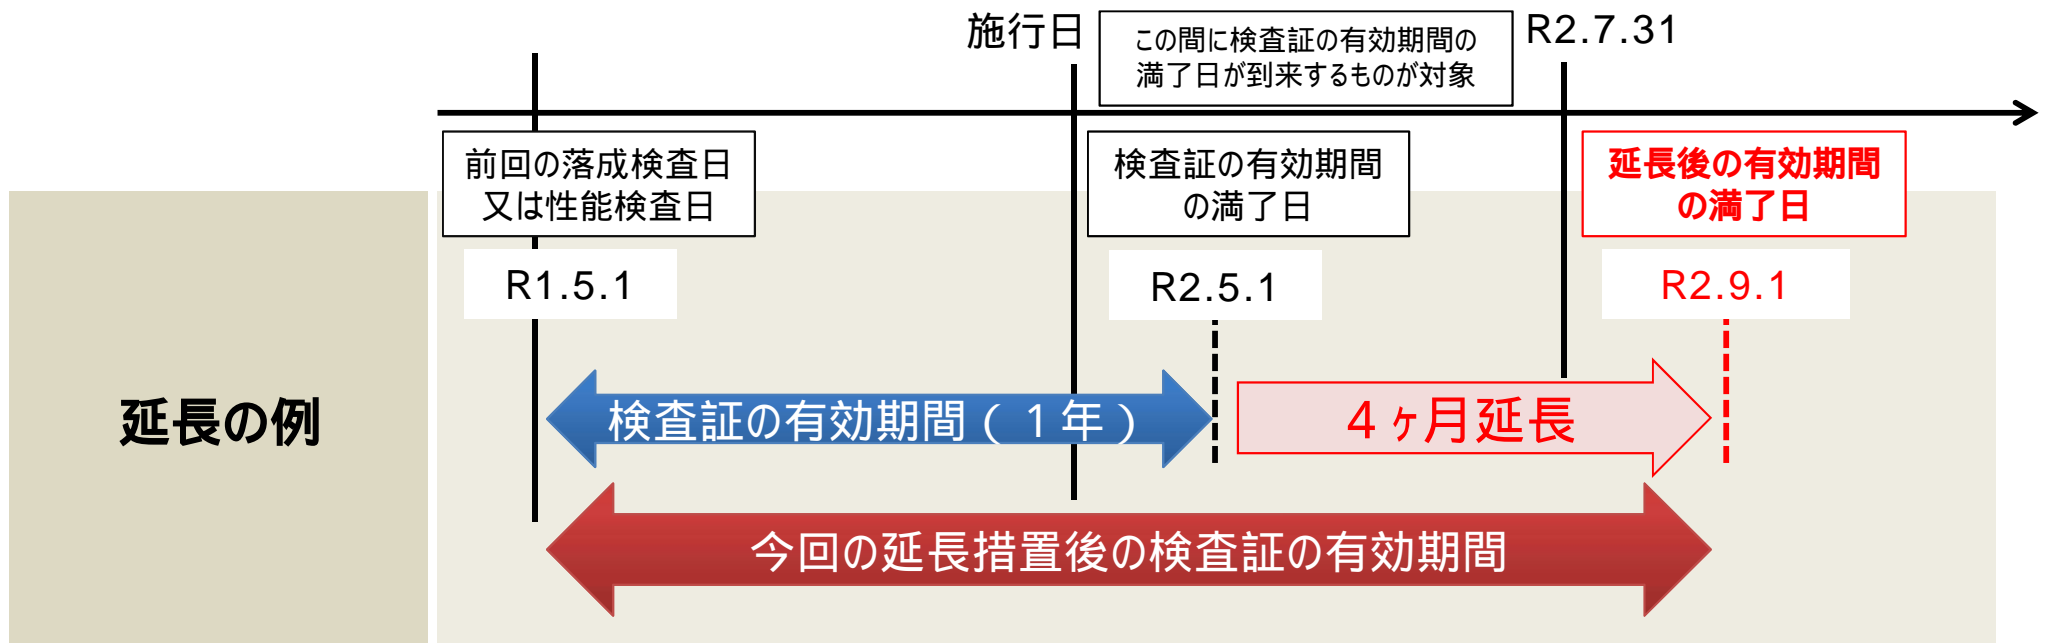 施行日
この間に検査証の有効期間の
満了日が到来するものが対象
R2.7.31
前回の落成検査日
又は性能検査日
検査証の有効期間
の満了日
延長後の有効期間
の満了日
R1.5.1
R2.5.1
R2.9.1
延長の例
検査証の有効期間（１年）
４ヶ月延長
今回の延長措置後の検査証の有効期間